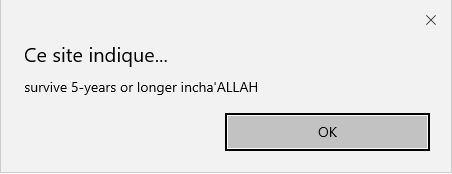 Ce site indique...
survive 5-years or longer incha'ALLAH
OK